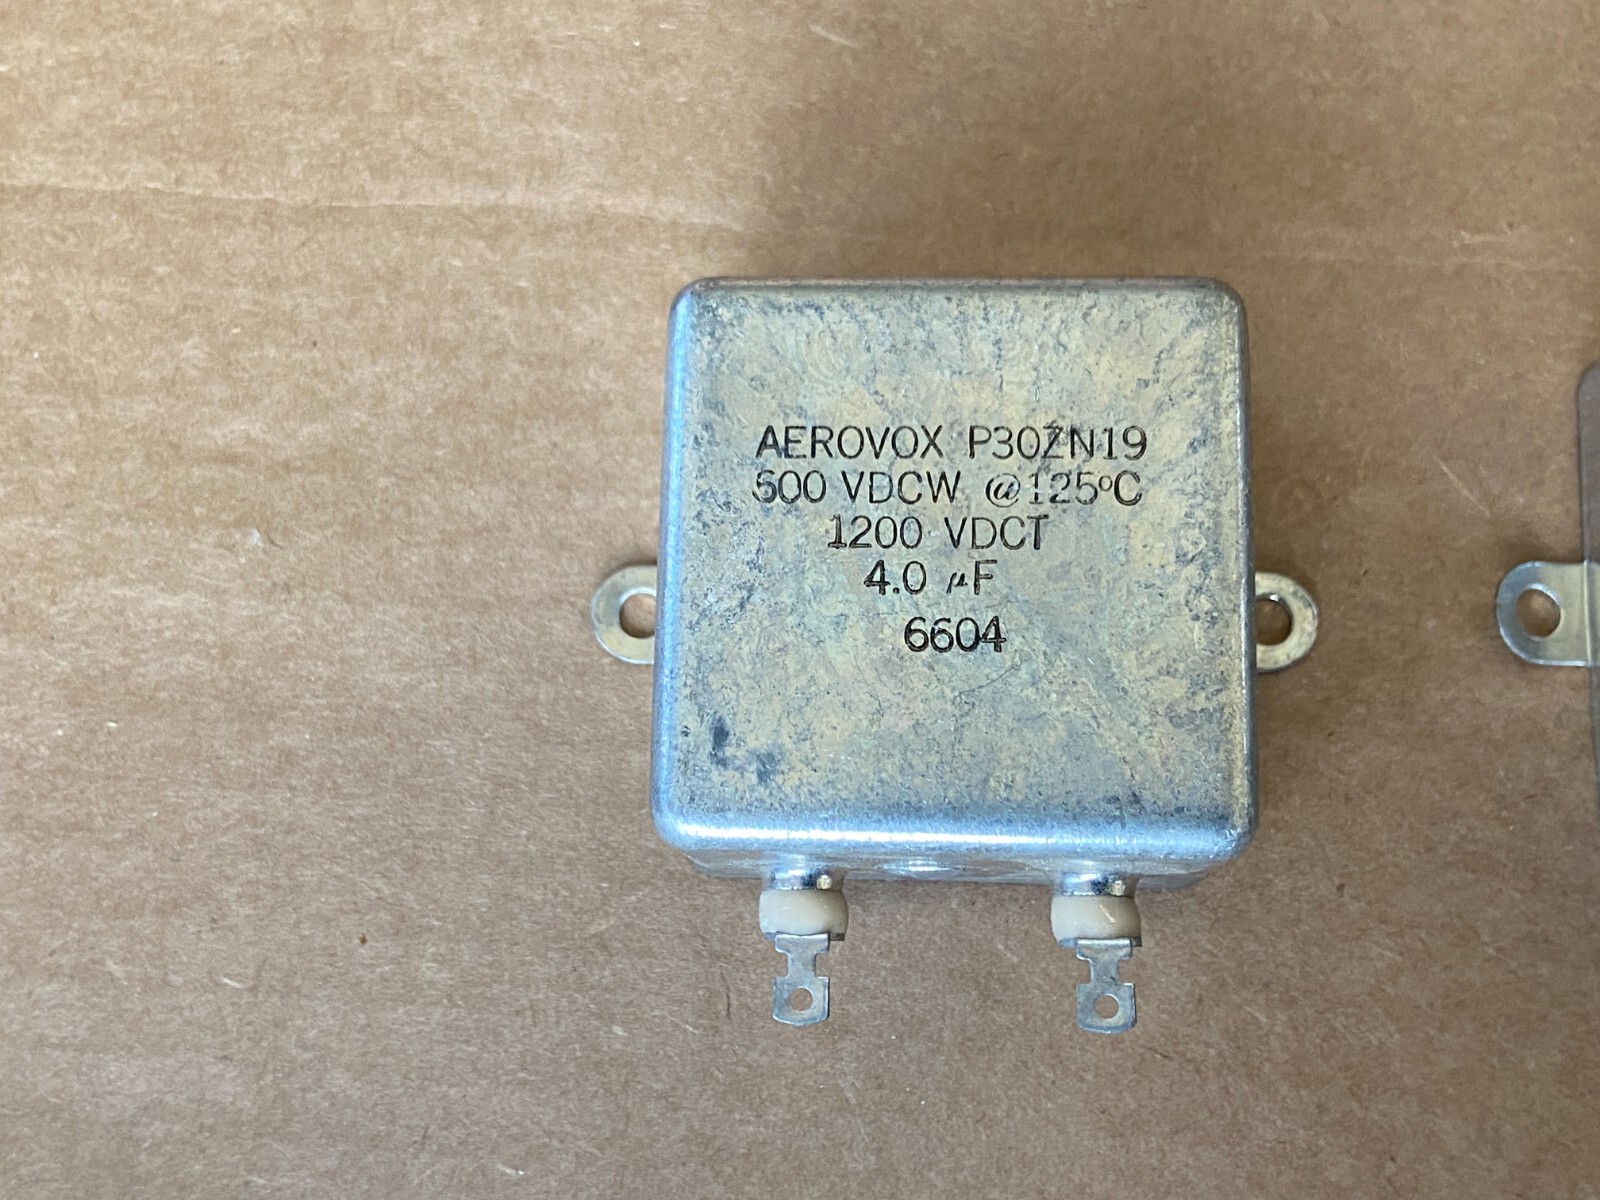 AEROVOX P30ZN19
600 VDCW @125°C
1200 VDCT
4.0 µF
6604